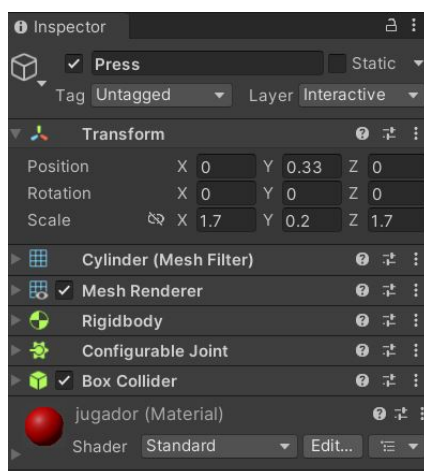 Inspector
Press Static
Tag Untagged Layer Interactive
Transform
Position X 0 Y 0.33 Z 0
Rotation X 0 Y 0 Z 0
Scale X 1.7 Y 0.2 Z 1.7
Cylinder (Mesh Filter)
Mesh Renderer
Rigidbody
Configurable Joint
Box Collider
jugador (Material)
Shader Standard Edit...